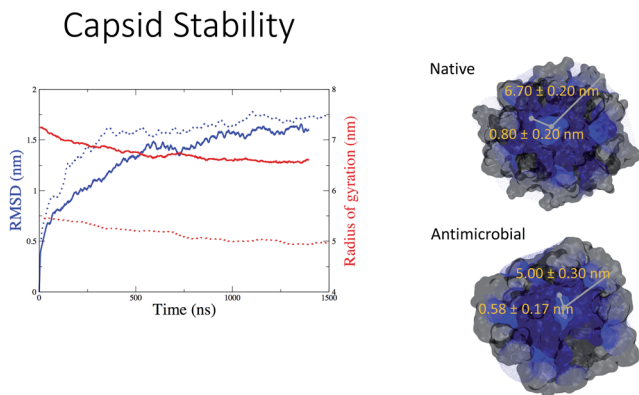 Capsid Stability
2
1.5
1
0.5
0
RMSD (nm)
8
7
6
5
4
Radius of gyration (nm)
0
500
1000
1500
Time (ns)
Native
6.70 ± 0.20 nm
0.80 ± 0.20 nm
Antimicrobial
5.00 ± 0.30 nm
0.58 ± 0.17 nm